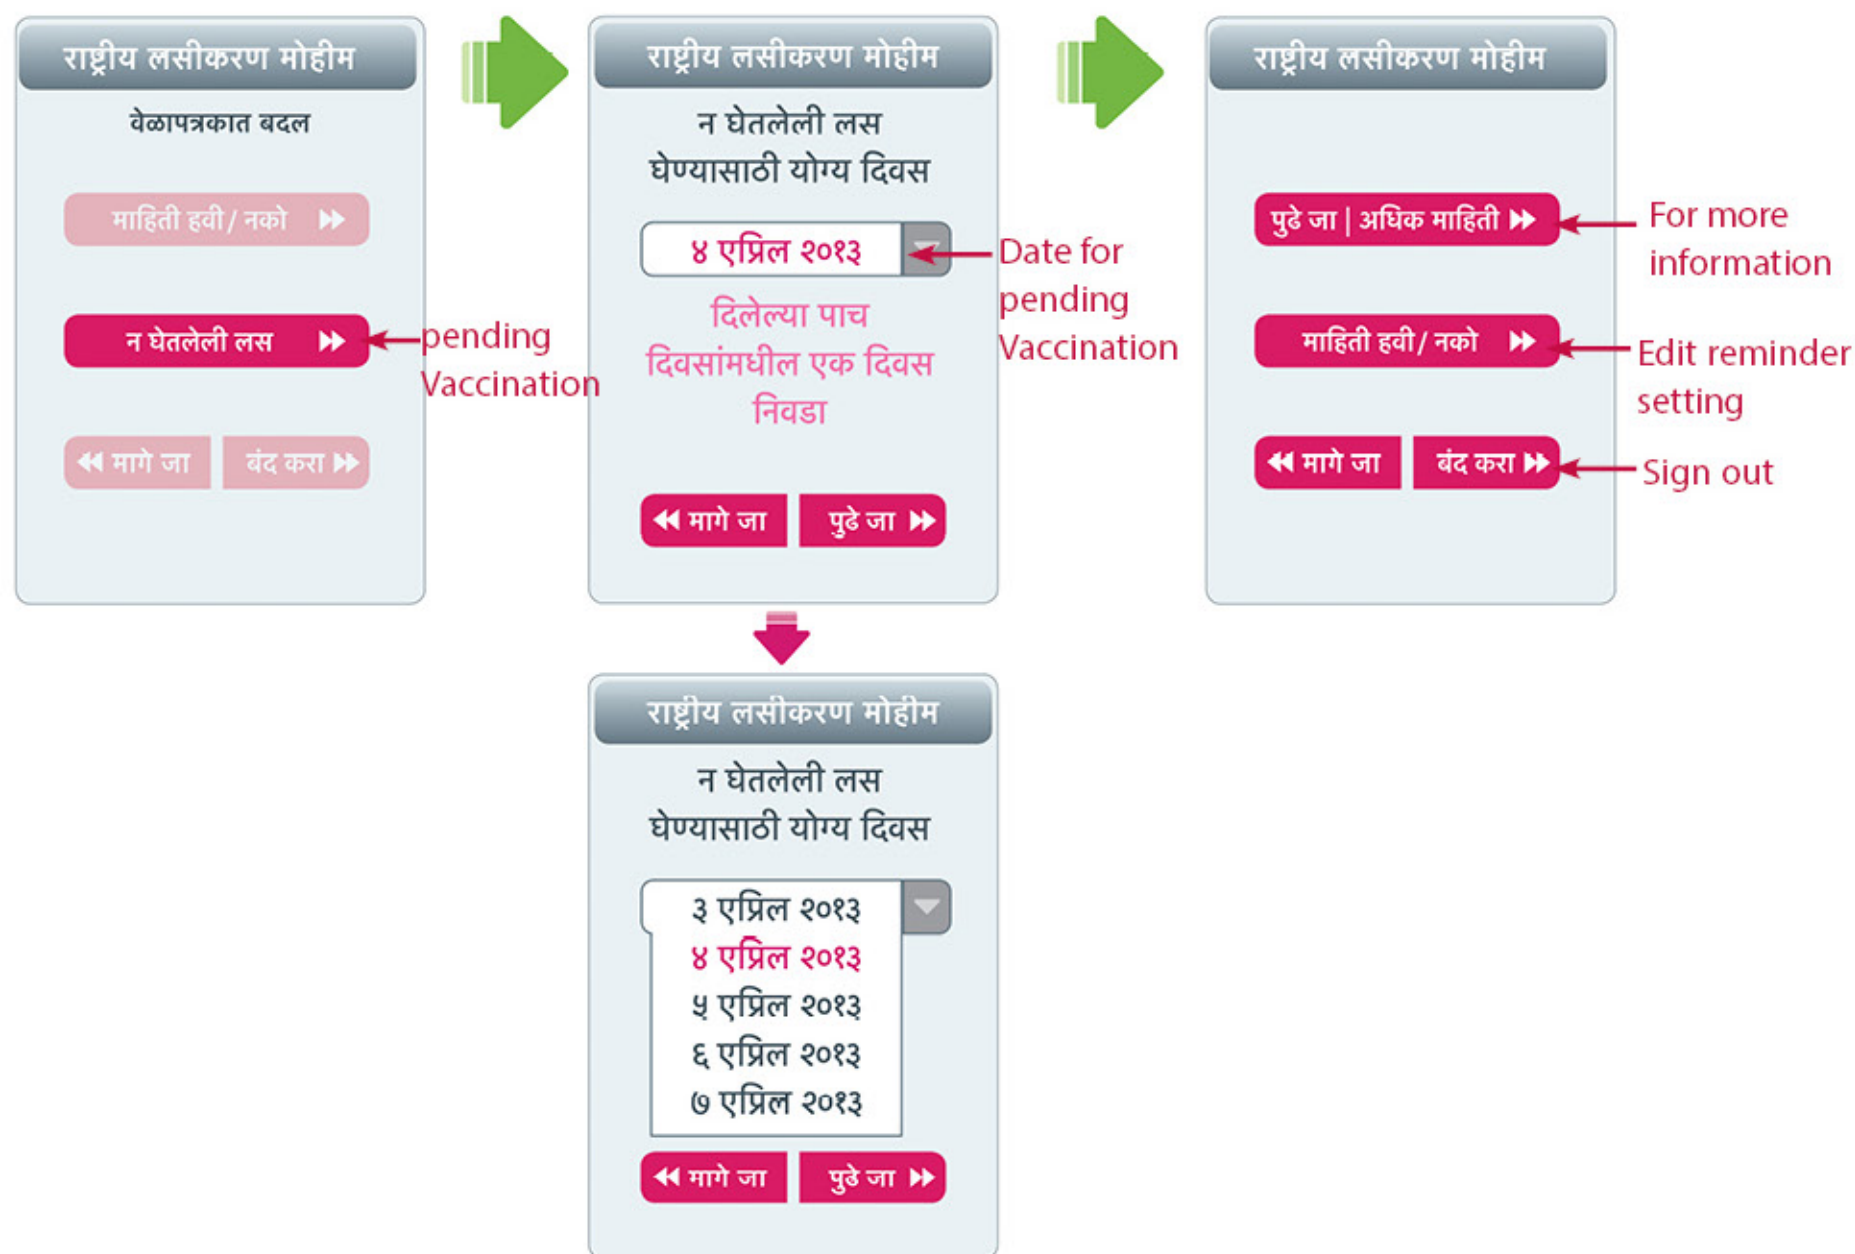 राष्ट्रीय लसीकरण मोहीम
वेळापत्रकात बदल
माहिती हवी / नको
न घेतलेली लस
मागे जा
बंद करा
pending
Vaccination
राष्ट्रीय लसीकरण मोहीम
न घेतलेली लस
घेण्यासाठी योग्य दिवस
४ एप्रिल २०१३
दिलेल्या पाच
दिवसांमधील एक दिवस
निवडा
मागे जा
पुढे जा
Date for
pending
Vaccination
राष्ट्रीय लसीकरण मोहीम
पुढे जा | अधिक माहिती
माहिती हवी / नको
मागे जा
बंद करा
For more
information
Edit reminder
setting
Sign out
राष्ट्रीय लसीकरण मोहीम
न घेतलेली लस
घेण्यासाठी योग्य दिवस
३ एप्रिल २०१३
४ एप्रिल २०१३
५ एप्रिल २०१३
६ एप्रिल २०१३
७ एप्रिल २०१३
मागे जा
पुढे जा